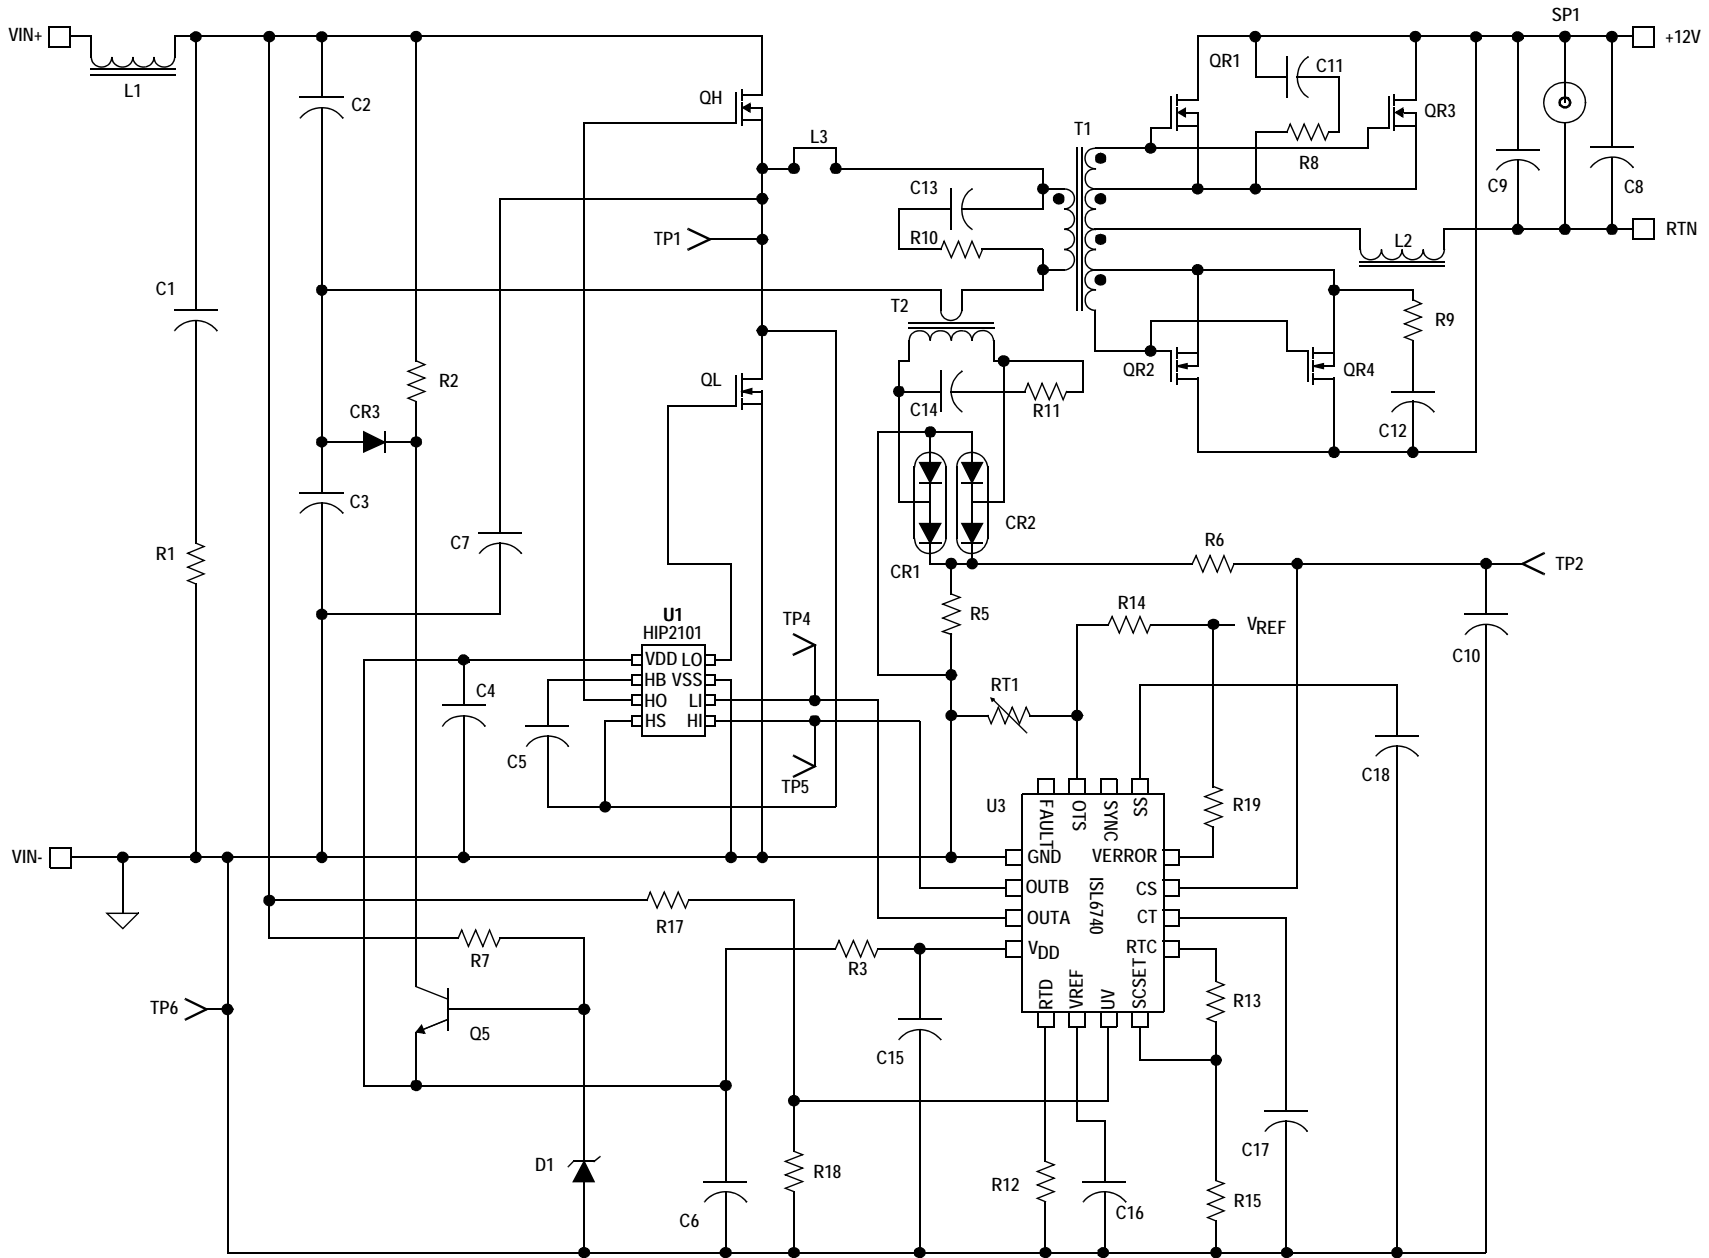 SP1
VIN+
+12V
QR1
C11
L1
C2
QH
QR3
T1
L3
R8
C13
C9
C8
TP1
R10
L2
RTN
C1
T2
R9
R2
QL
QR2
QR4
CR3
C14
R11
C12
C3
CR2
C7
R6
R1
CR1
TP2
R5
R14
U1
TP4
VREF
HIP2101
C10
VDD LO
HB VSS
C4
RT1
HO LI
HS HI
C5
C18
TP5
U3
FAULT
OTS
SYNC
SS
R19
VIN-
GND
VERROR
OUTB
ISL6740
CS
OUTA
CT
R17
VDD
RTC
R7
R3
RTD
VREF
UV
SCSET
R13
TP6
Q5
C15
C17
D1
R18
R12
C6
C16
R15